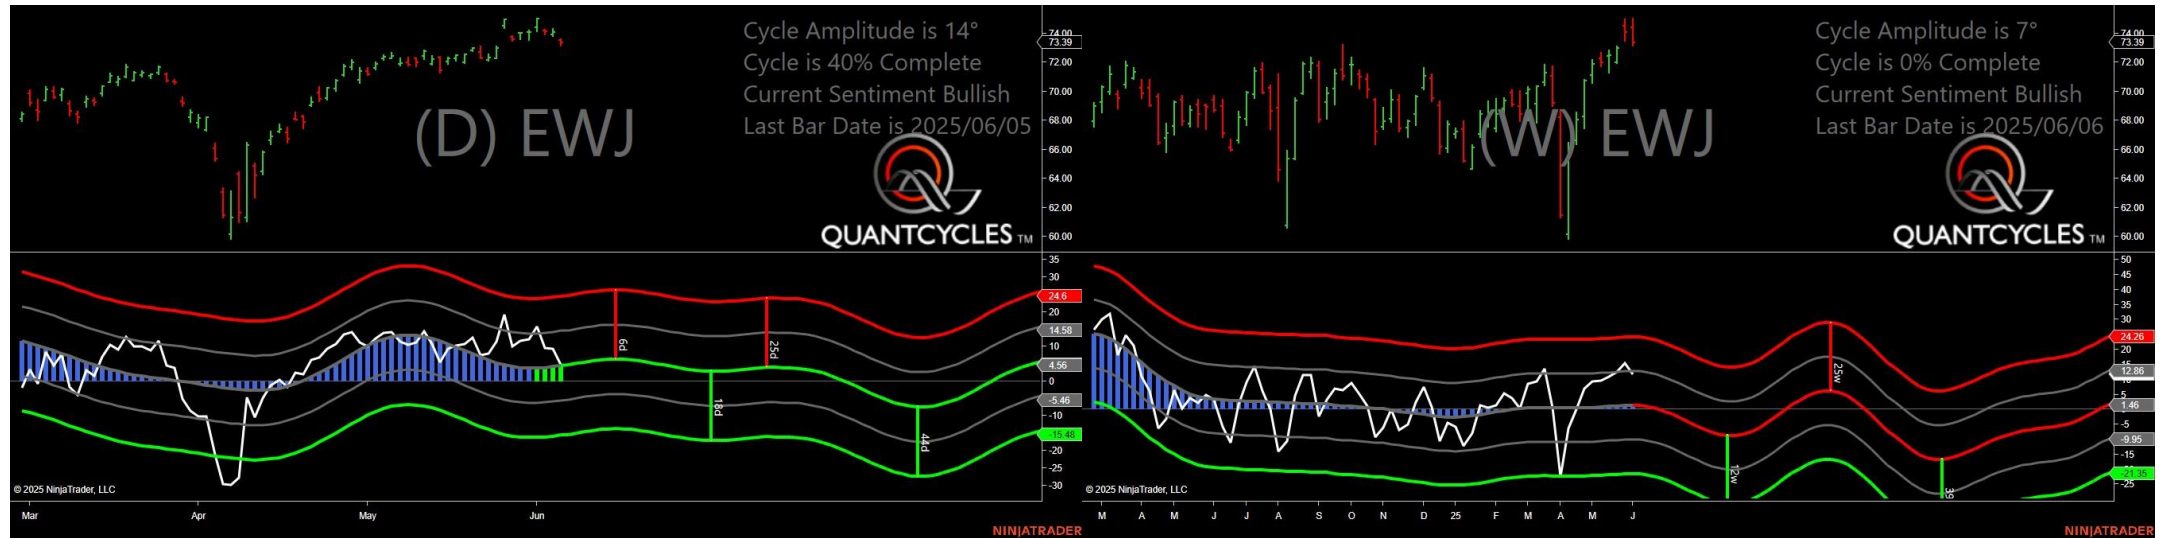 Cycle Amplitude is 14°
Cycle is 40% Complete
Current Sentiment Bullish
Last Bar Date is 2025/06/05
(D) EWJ
QUANTCYCLES TM
74.00
73.39
72.00
70.00
68.00
66.00
64.00
62.00
60.00
35
30
24.6
20
14.58
10
4.56
0
-5.46
-10
-15.48
-20
-25
-30
6d
25d
18d
44d
© 2025 NinjaTrader, LLC
Mar Apr May Jun
NINJATRADER
Cycle Amplitude is 7°
Cycle is 0% Complete
Current Sentiment Bullish
Last Bar Date is 2025/06/06
(W) EWJ
QUANTCYCLES TM
74.00
73.39
72.00
70.00
68.00
66.00
64.00
62.00
60.00
50
45
40
35
30
24.26
20
12.86
5
1.46
-5
-9.95
-15
-21.35
-25
25w
12w
39
© 2025 NinjaTrader, LLC
M A M J J A S O N D 25 F M A M J
NINJATRADER